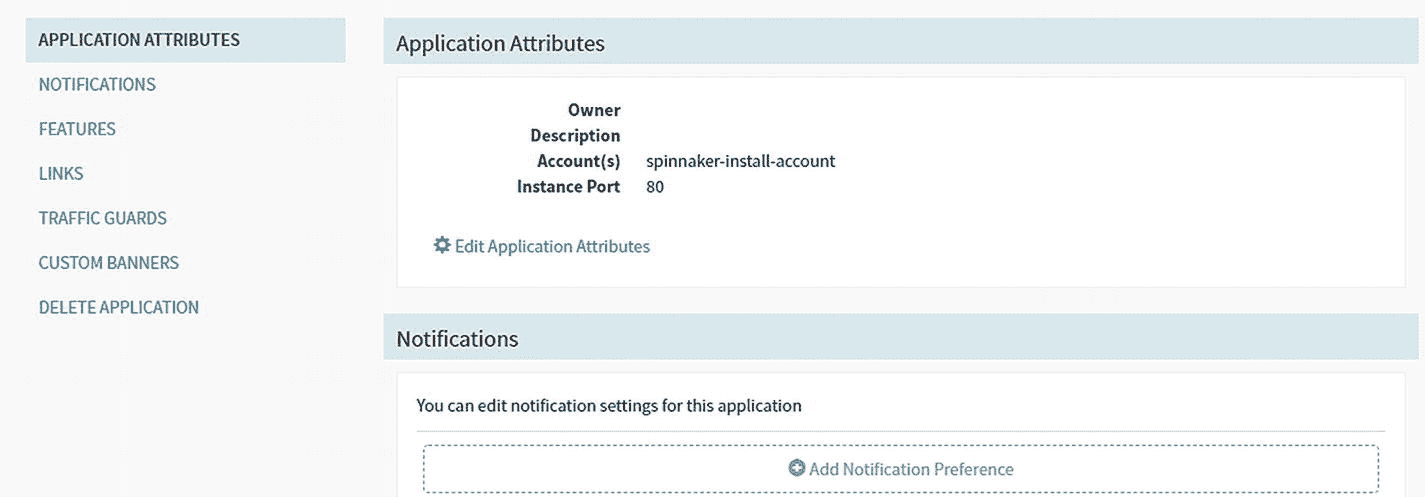 APPLICATION ATTRIBUTES
NOTIFICATIONS
FEATURES
LINKS
TRAFFIC GUARDS
CUSTOM BANNERS
DELETE APPLICATION
Application Attributes
Owner
Description
Account(s) spinnaker-install-account
Instance Port 80
Edit Application Attributes
Notifications
You can edit notification settings for this application
Add Notification Preference